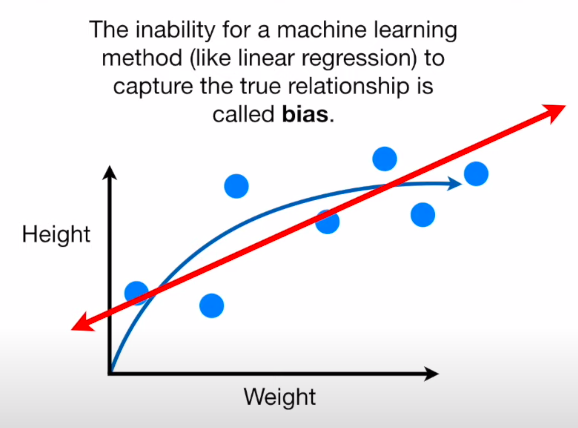 The inability for a machine learning
method (like linear regression) to
capture the true relationship is
called bias.
Height
Weight